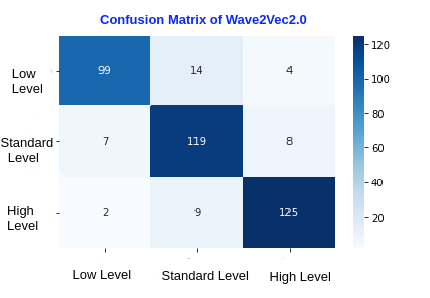 Confusion Matrix of Wave2Vec2.0
Low
Level
99
14
4
Standard
Level
7
119
8
High
Level
2
9
125
Low Level
Standard Level
High Level
120
100
80
60
40
20